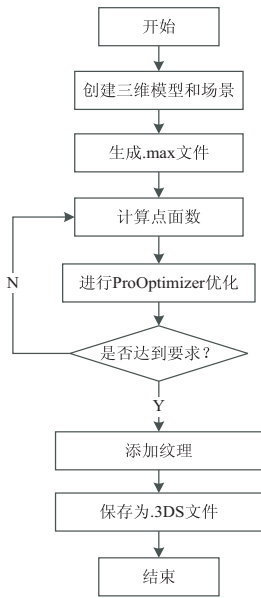 开始
创建三维模型和场景
生成.max文件
计算点面数
N
进行ProOptimizer优化
是否达到要求？
Y
添加纹理
保存为.3DS文件
结束